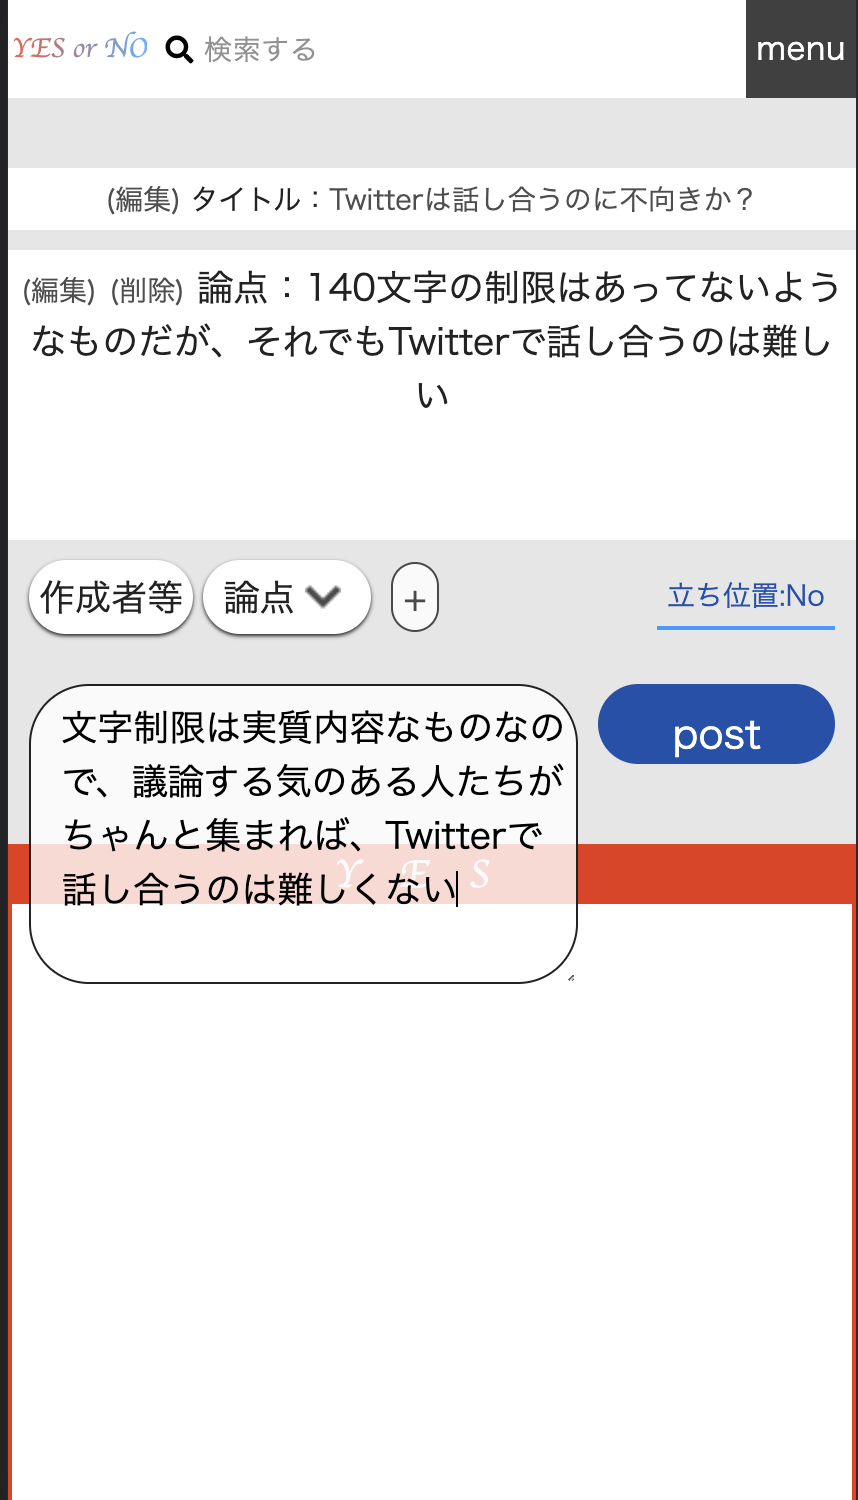 YES or NO 検索する menu
(編集) タイトル：Twitterは話し合うのに不向きか？
(編集) (削除) 論点：140文字の制限はあってないよう
なものだが、それでもTwitterで話し合うのは難し
い
作成者等 論点 + 立ち位置:No
文字制限は実質内容なものなの
で、議論する気のある人たちが
ちゃんと集まれば、Twitterで
話し合うのは難しくない
post
YES